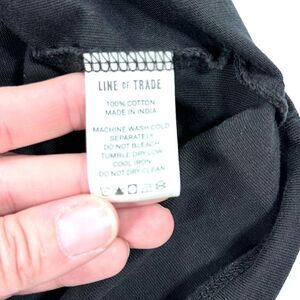 LINE OF TRADE
100% COTTON
MADE IN INDIA
MACHINE WASH COLD
SEPARATELY
DO NOT BLEACH
TUMBLE DRY LOW
COOL IRON
DO NOT DRY CLEAN